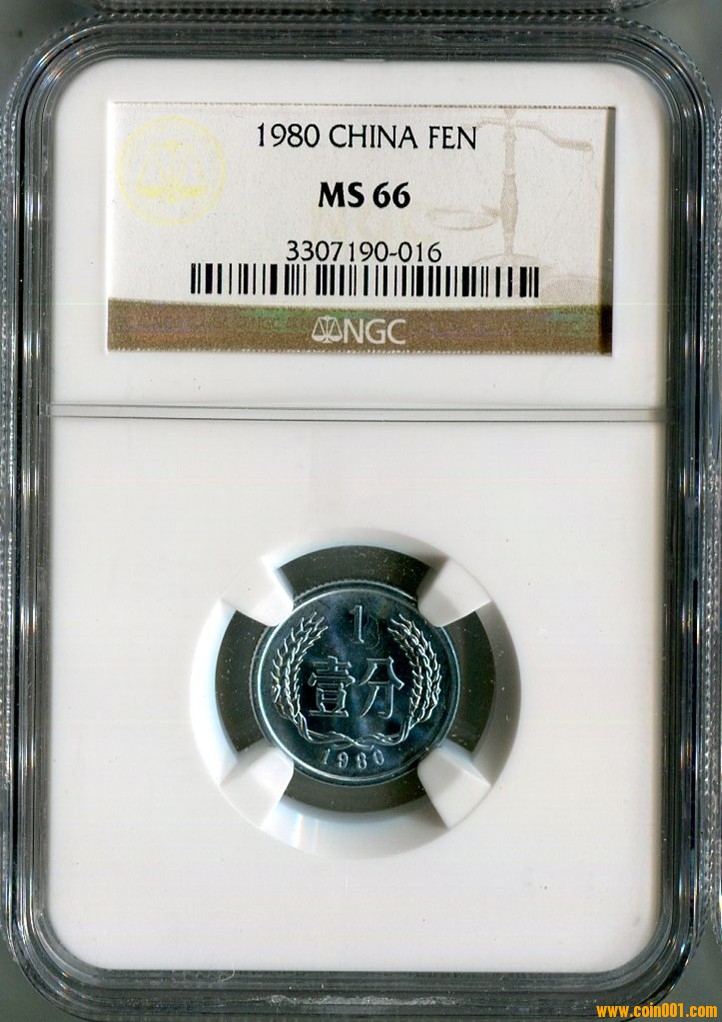 1980 CHINA FEN
MS 66
3307190-016
NGC
1
壹分
1980
www.coin001.com